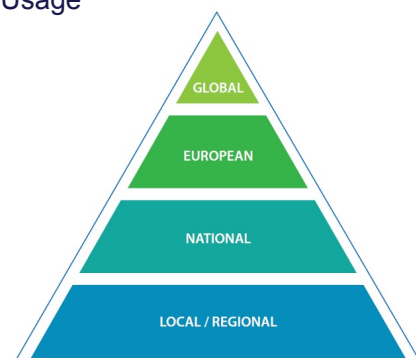 Usage
GLOBAL
EUROPEAN
NATIONAL
LOCAL / REGIONAL